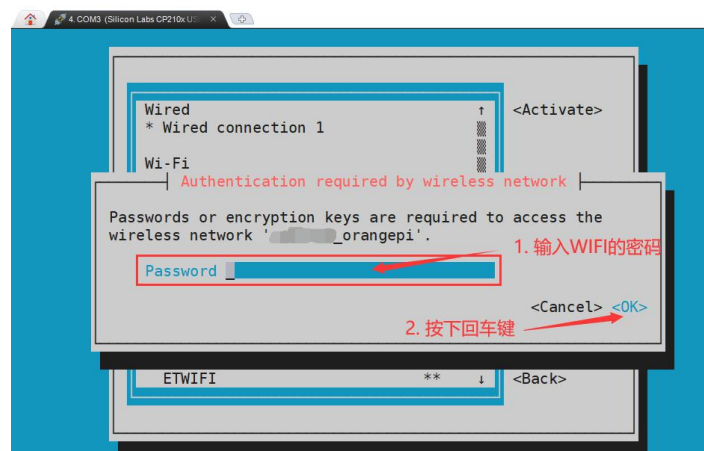 4. COM3 (Silicon Labs CP210x US
Wired
* Wired connection 1
<Activate>
Wi-Fi
Authentication required by wireless network
Passwords or encryption keys are required to access the
wireless network '_orangepi'.
1. 输入WIFI的密码
Password _
<Cancel> <OK>
2. 按下回车键
ETWIFI **
<Back>